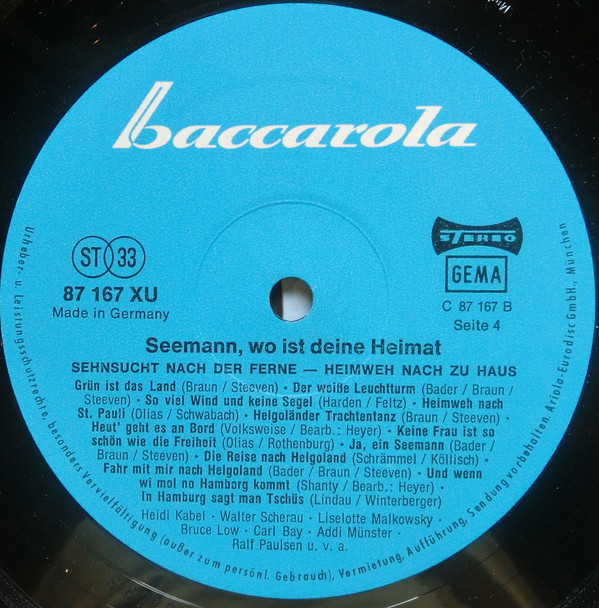 baccarola
ST 33
STEREO
GEMA
87 167 XU
Made in Germany
C 87 167 B
Seite 4
Seemann, wo ist deine Heimat
SEHNSUCHT NACH DER FERNE — HEIMWEH NACH ZU HAUS
Grün ist das Land (Braun / Steeven) · Der weiße Leuchtturm (Bader / Braun /
Steeven) · So viel Wind und keine Segel (Harden / Feltz) · Heimweh nach
St. Pauli (Olias / Schwabach) · Helgoländer Trachtentanz (Braun / Steeven) ·
Heut' geht es an Bord (Volksweise / Bearb.: Heyer) · Keine Frau ist so
schön wie die Freiheit (Olias / Rothenburg) · Ja, ein Seemann (Bader /
Braun / Steeven) · Die Reise nach Helgoland (Schrämmel / Köllisch) ·
Fahr mit mir nach Helgoland (Bader / Braun / Steeven) · Und wenn
wi mol no Hamborg kommt (Shanty / Bearb.: Heyer) ·
In Hamburg sagt man Tschüs (Lindau / Winterberger)
Heidi Kabel · Walter Scherau · Liselotte Malkowsky ·
Bruce Low · Carl Bay · Addi Münster ·
Ralf Paulsen u. v. a.
Urheber- u. Leistungsschutzrechte, besonders Vervielfältigung (außer zum persönl. Gebrauch), Vermietung, Aufführung, Sendung vorbehalten. Ariola-Eurodisc GmbH., München